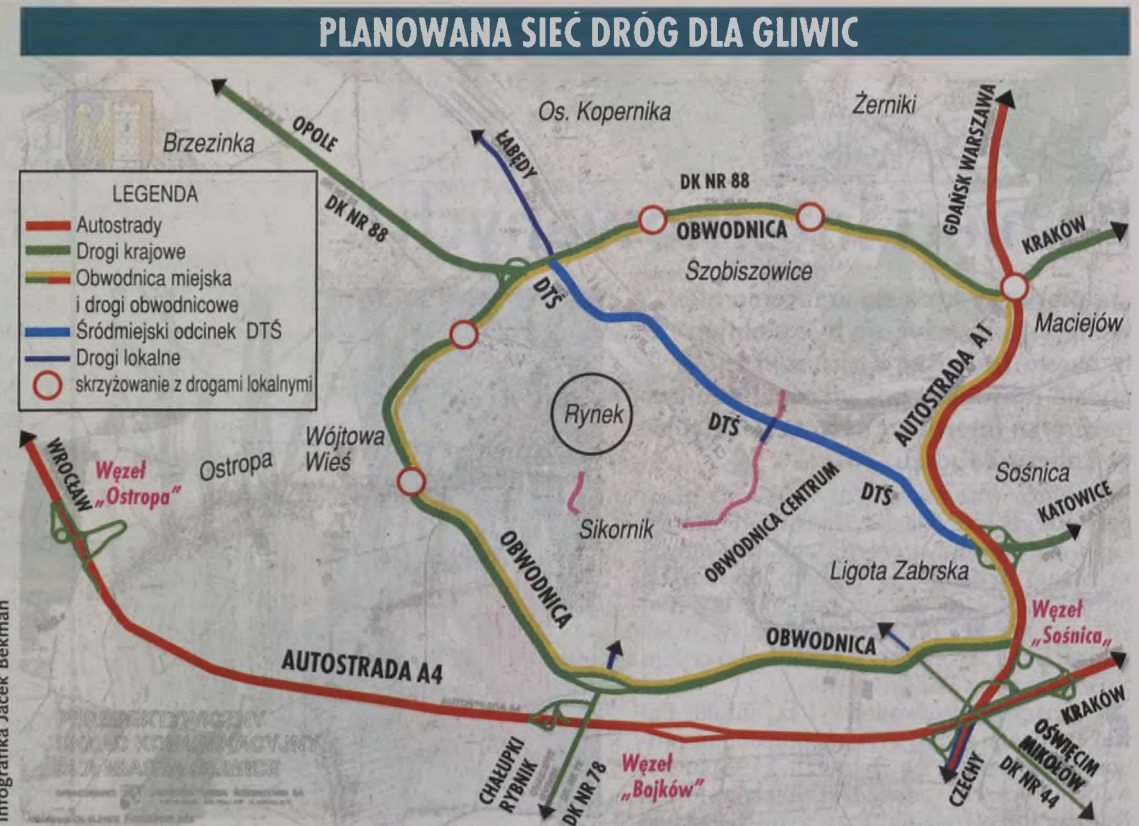 PLANOWANA SIEĆ DRÓG DLA GLIWIC
Brzezinka
OPOLE
DK NR 88
ŁABĘDY
Os. Kopernika
Żerniki
GDAŃSK WARSZAWA
KRAKÓW
DK NR 88
OBWODNICA
Szobiszowice
Maciejów
LEGENDA
Autostrady
Drogi krajowe
Obwodnica miejska
i drogi obwodnicowe
Śródmiejski odcinek DTŚ
Drogi lokalne
skrzyżowanie z drogami lokalnymi
DTŚ
AUTOSTRADA A1
Rynek
DTŚ
Wójtowa
Wieś
Ostropa
WROCŁAW
Węzeł
„Ostropa”
Sośnica
KATOWICE
DTŚ
OBWODNICA CENTRUM
Sikornik
Ligota Zabrska
OBWODNICA
Węzeł
„Sośnica„
OBWODNICA
AUTOSTRADA A4
KRAKÓW
OŚWIĘCIM
MIKOŁÓW
DK NR 44
CZECHY
CHAŁUPKI
RYBNIK
DK NR 78
Węzeł
„Bojków”
Infografika Jacek Bekman